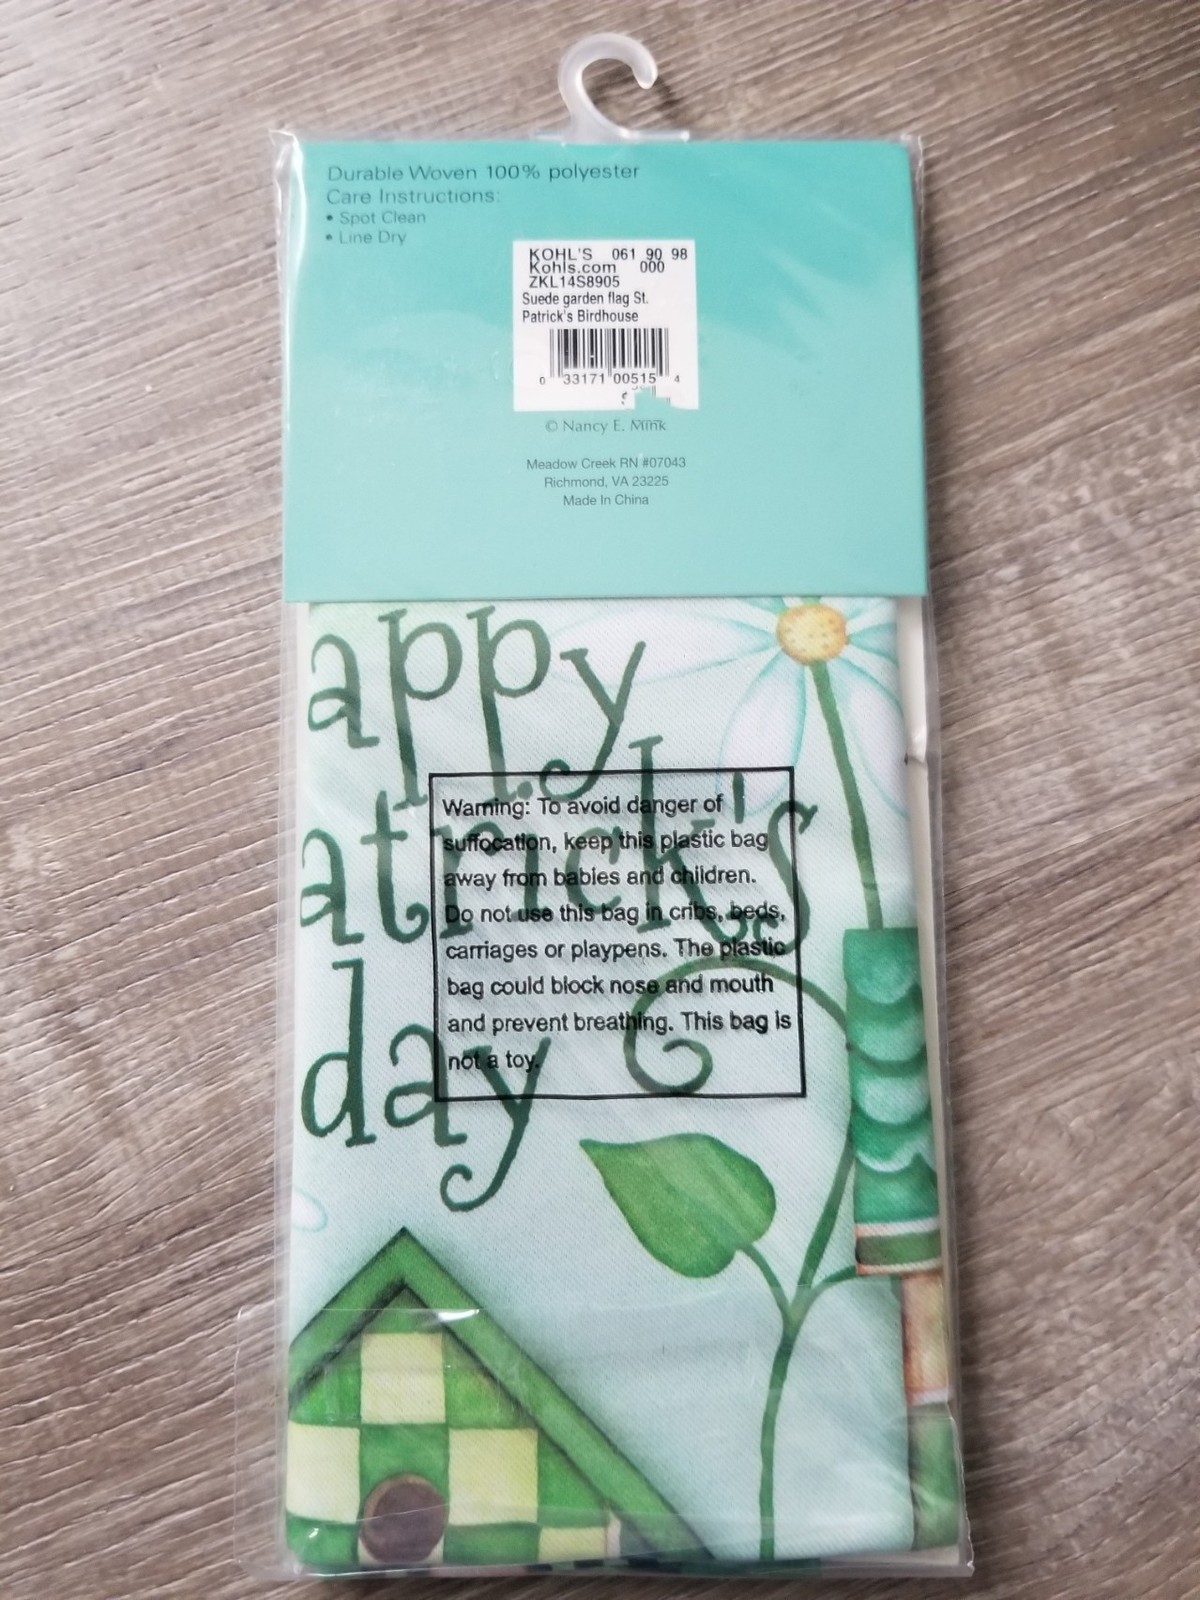 Durable Woven 100% polyester
Care Instructions:
• Spot Clean
• Line Dry
KOHL'S 061 90 98
Kohls.com 000
ZKL14S8905
Suede garden flag St.
Patrick's Birdhouse
0 33171 00515 4
© Nancy E. Mink
Meadow Creek RN #07043
Richmond, VA 23225
Made In China
appy
atrick's
day
Warning: To avoid danger of
suffocation, keep this plastic bag
away from babies and children.
Do not use this bag in cribs, beds,
carriages or playpens. The plastic
bag could block nose and mouth
and prevent breathing. This bag is
not a toy.